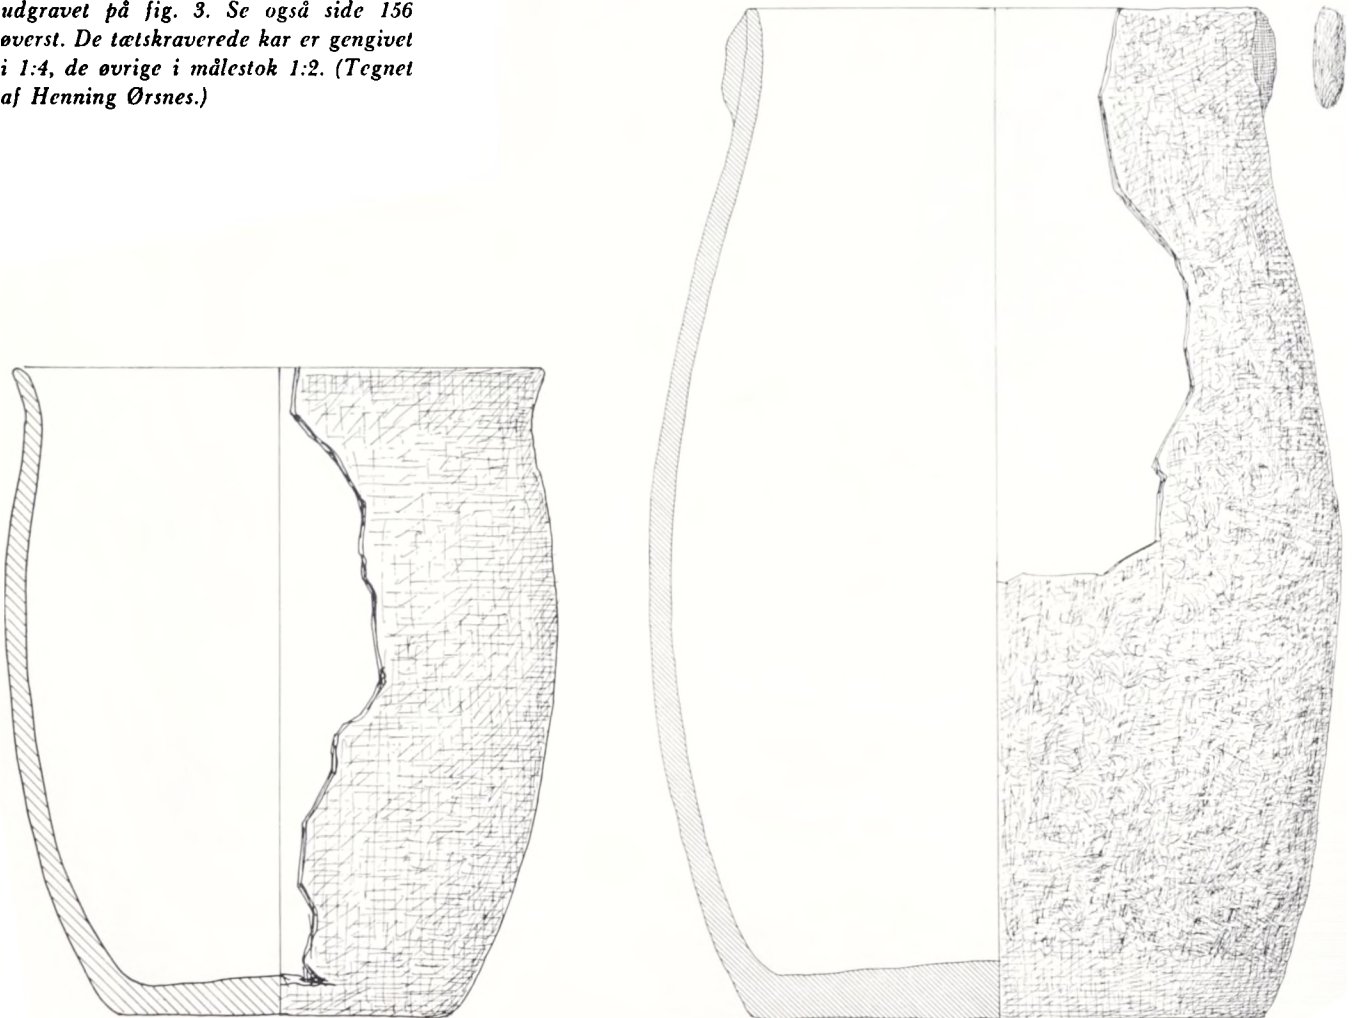 udgravet på fig. 3. Se også side 156
øverst. De tætskraverede kar er gengivet
i 1:4, de øvrige i målestok 1:2. (Tegnet
af Henning Ørsnes.)